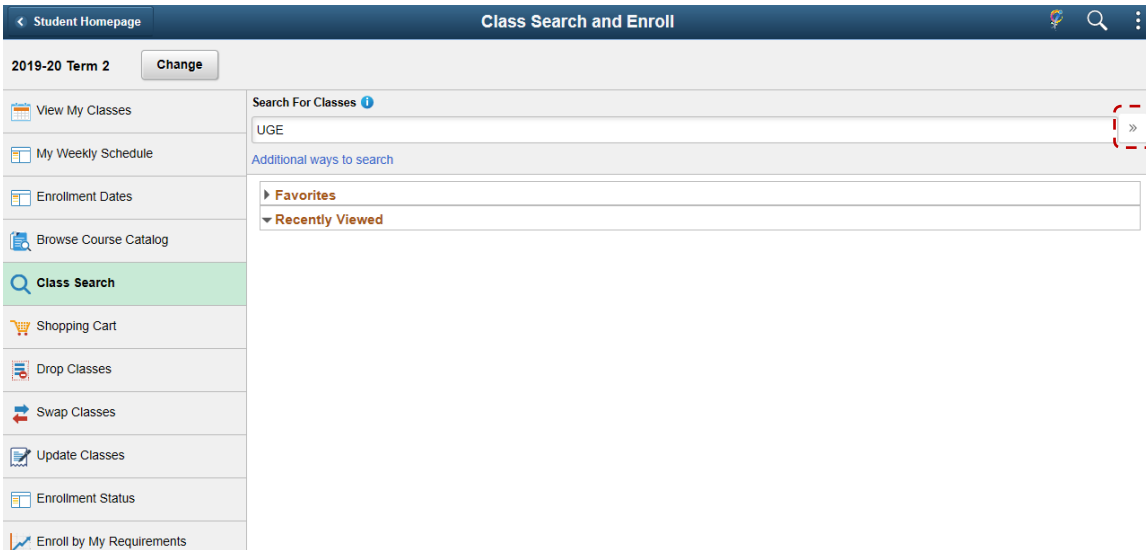 Student Homepage
Class Search and Enroll
2019-20 Term 2
Change
View My Classes
My Weekly Schedule
Enrollment Dates
Browse Course Catalog
Class Search
Shopping Cart
Drop Classes
Swap Classes
Update Classes
Enrollment Status
Enroll by My Requirements
Search For Classes
UGE
»
Additional ways to search
Favorites
Recently Viewed